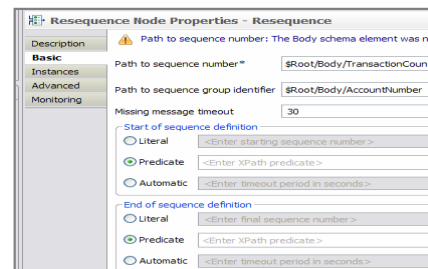 Resequence Node Properties - Rese
Description
Basic
Instances
Advanced
Monitoring
Path to sequence number: The Body schema element was n
Path to sequence number*
$Root/Body/TransactionCoun
Path to sequence group identifier
$Root/Body/AccountNumber
Missing message timeout
30
Start of sequence definition
Literal
<Enter starting sequence number>
Predicate
<Enter XPath predicate>
Automatic
<Enter timeout period in seconds>
End of sequence definition
Literal
<Enter final sequence number>
Predicate
<Enter XPath predicate>
Automatic
<Enter timeout period in seconds>